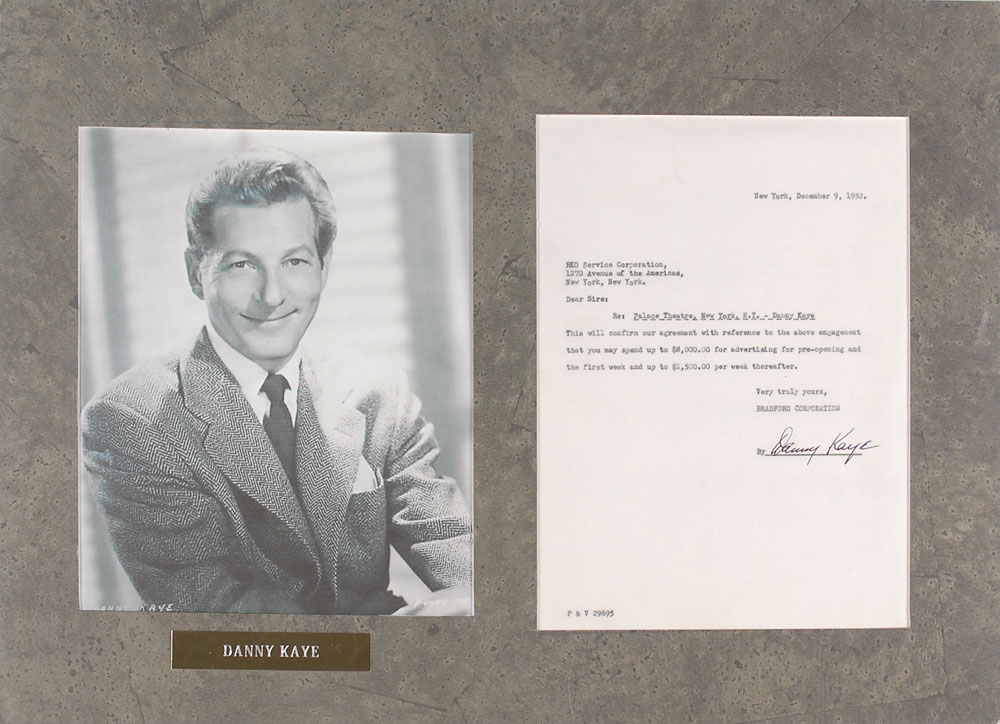 DANNY KAYE
DANNY KAYE
New York, December 9, 1952.
RKO Service Corporation,
1270 Avenue of the Americas,
New York, New York.
Dear Sirs:
Re: Palace Theatre, New York, N.Y. - Danny Kaye
This will confirm our agreement with reference to the above engagement
that you may spend up to $8,000.00 for advertising for pre-opening and
the first week and up to $1,500.00 per week thereafter.
Very truly yours,
BRADFORD CORPORATION
By Danny Kaye
P & V 29695